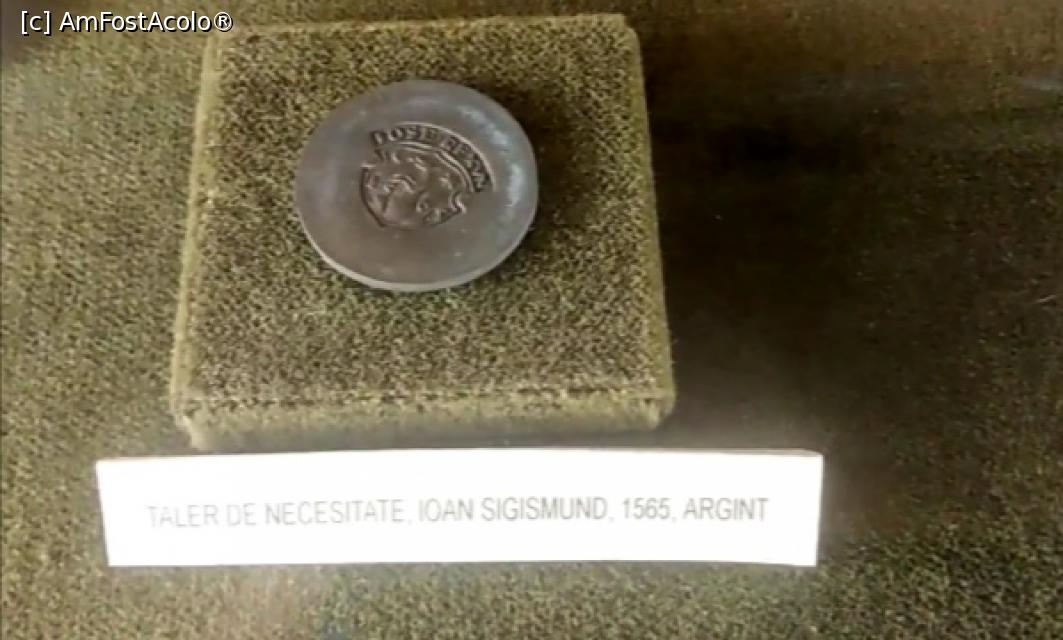 [c] AmFostAcolo®
TALER DE NECESITATE, IOAN SIGISMUND, 1565, ARGINT